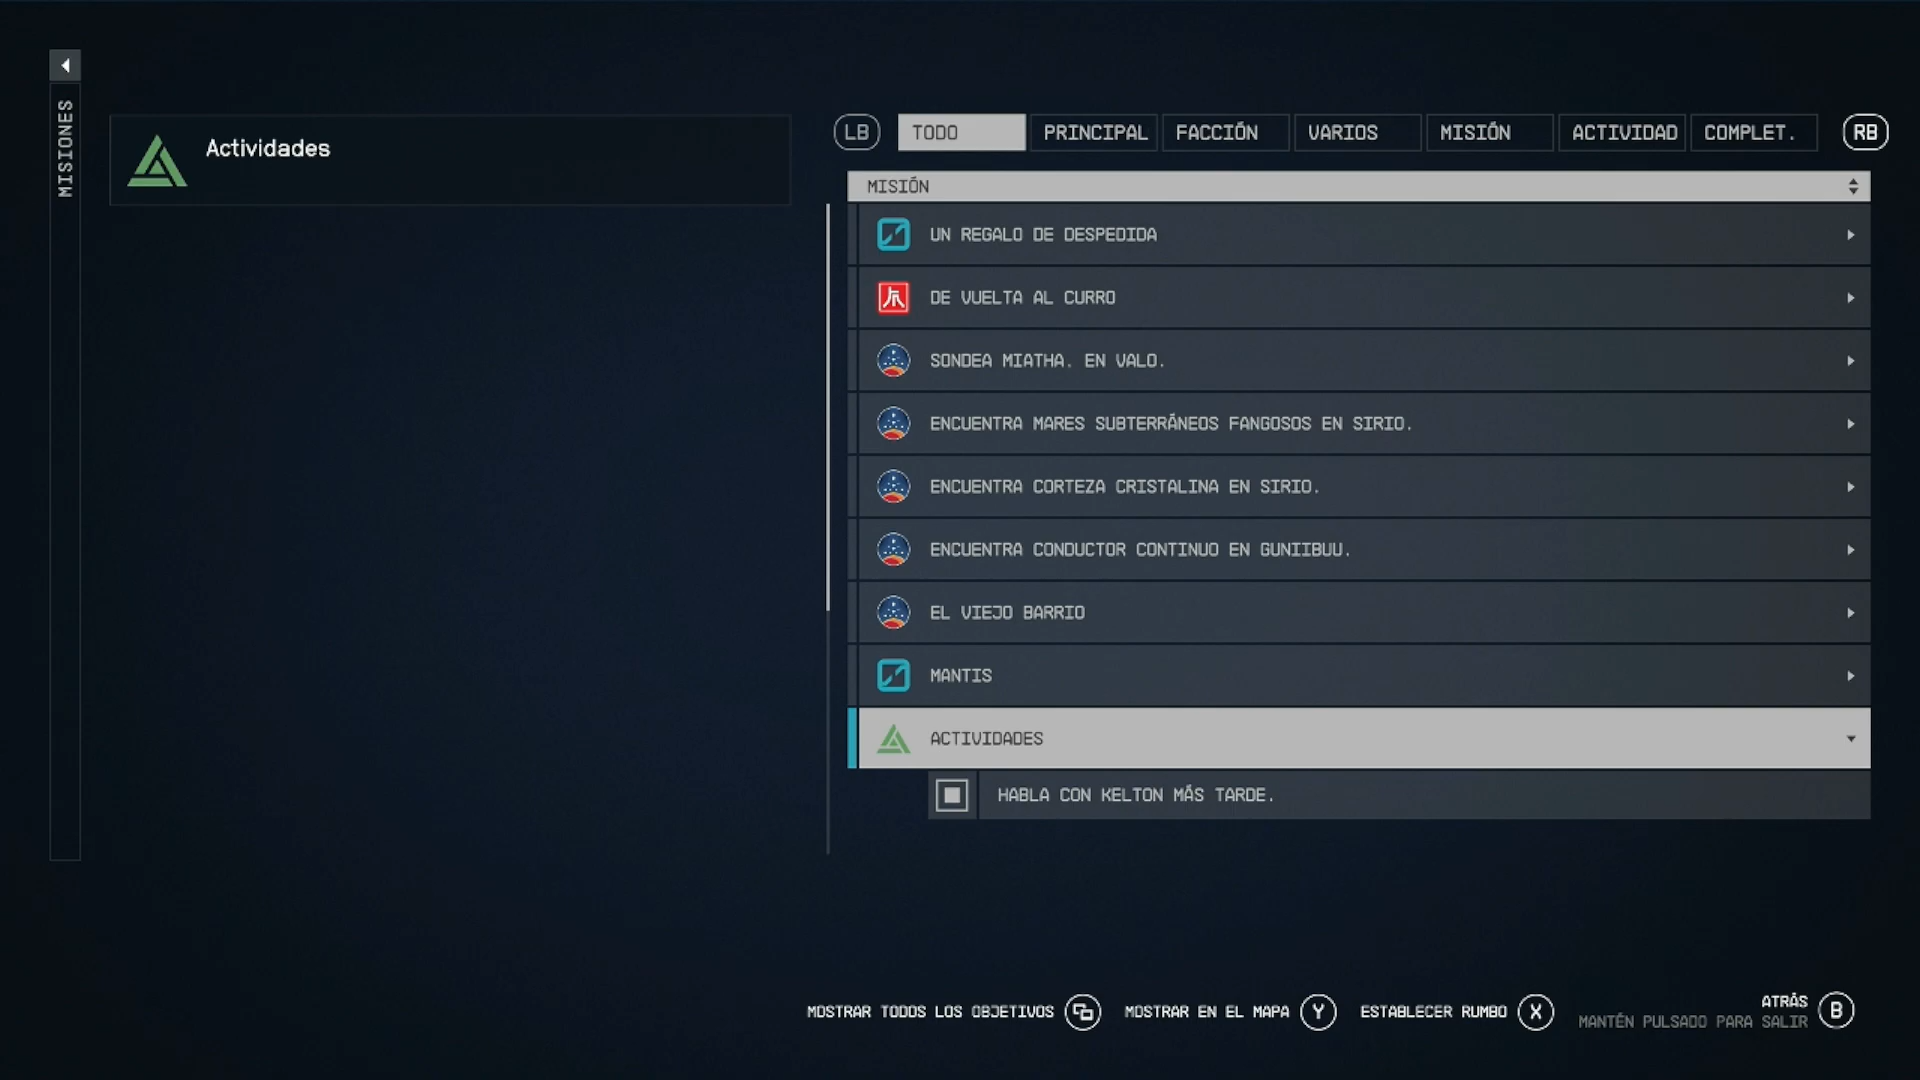 MISIONES
Actividades
LB TODO PRINCIPAL FACCIÓN VARIOS MISIÓN ACTIVIDAD COMPLET. RB
MISIÓN
UN REGALO DE DESPEDIDA
DE VUELTA AL CURRO
SONDEA MIATHA. EN VALO.
ENCUENTRA MARES SUBTERRÁNEOS FANGOSOS EN SIRIO.
ENCUENTRA CORTEZA CRISTALINA EN SIRIO.
ENCUENTRA CONDUCTOR CONTINUO EN GUNIIBUU.
EL VIEJO BARRIO
MANTIS
ACTIVIDADES
HABLA CON KELTON MÁS TARDE.
MOSTRAR TODOS LOS OBJETIVOS MOSTRAR EN EL MAPA Y ESTABLECER RUMBO X ATRÁS B
MANTÉN PULSADO PARA SALIR